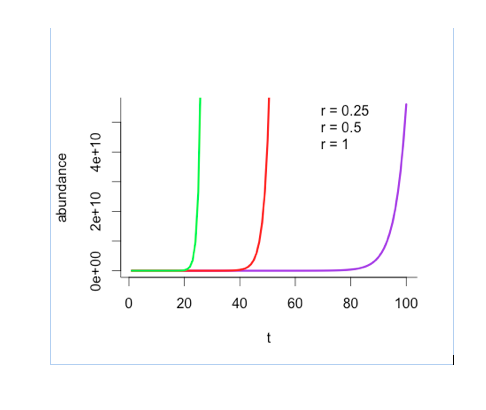 r = 0.25
r = 0.5
r = 1
abundance
0e+00 2e+10 4e+10
0 20 40 60 80 100
t